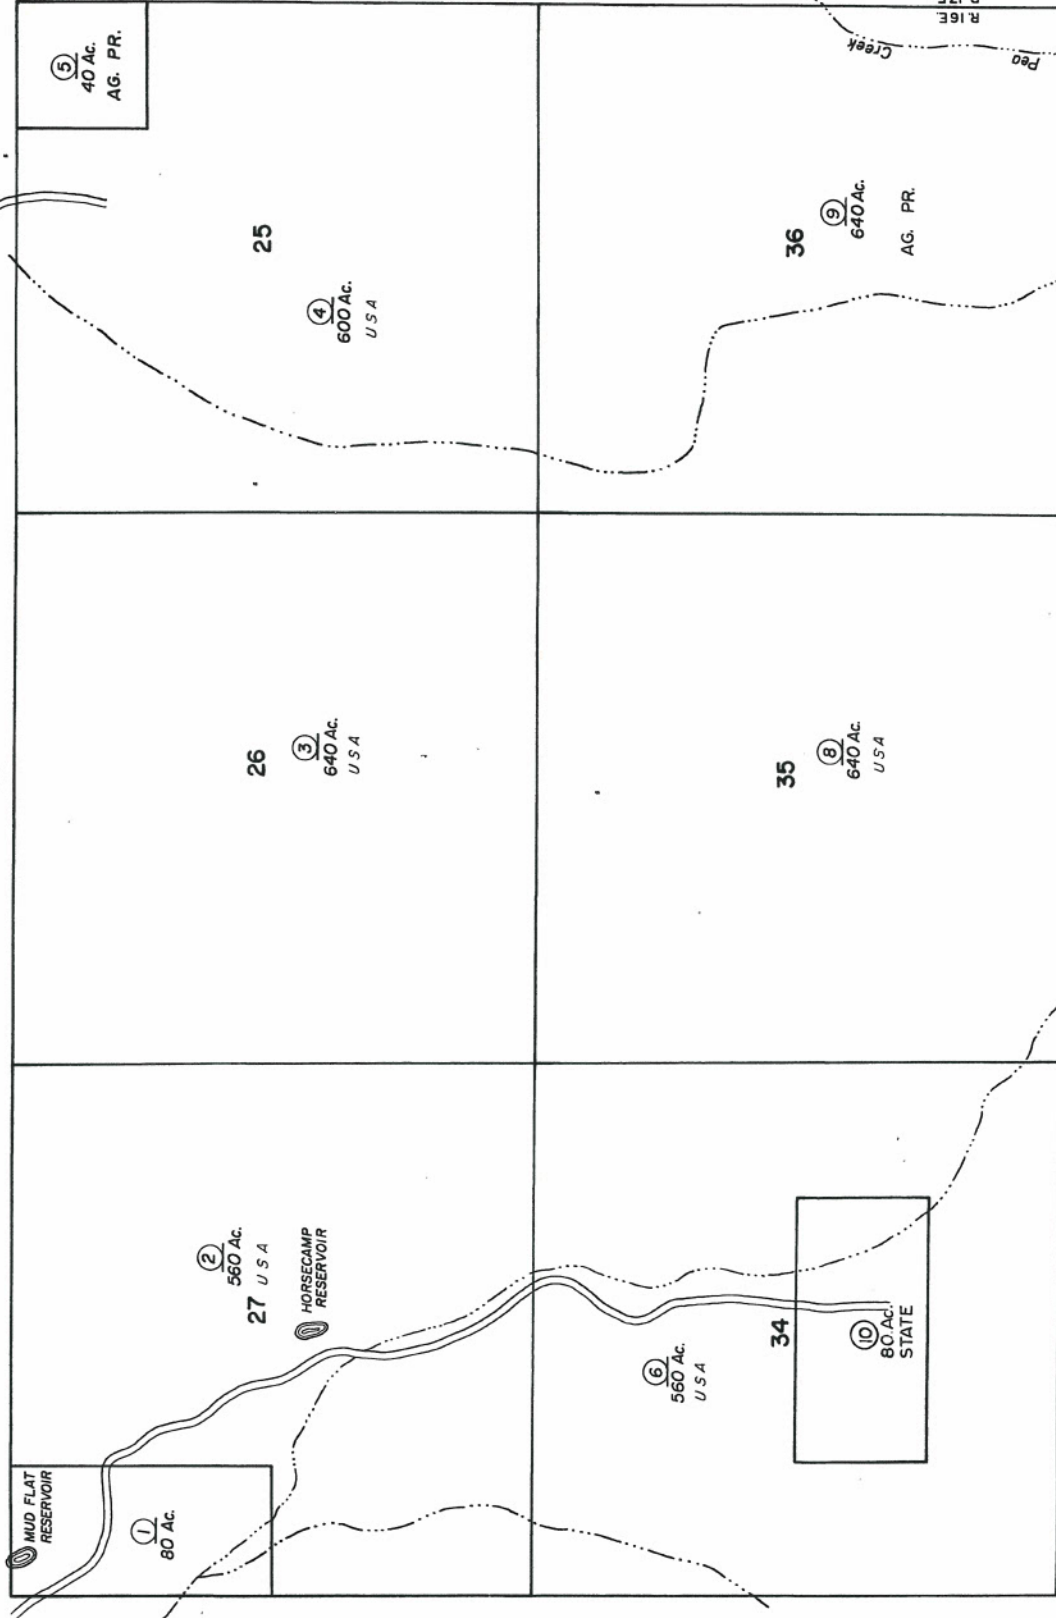 MUD FLAT
RESERVOIR
1
80 Ac.
2
560 Ac.
27 USA
HORSECAMP
RESERVOIR
26
3
640 Ac.
USA
5
40 Ac.
AG. PR.
25
4
600 Ac.
USA
34
6
560 Ac.
USA
10
80 Ac.
STATE
35
8
640 Ac.
USA
36
9
640 Ac.
AG. PR.
Pea
Creek
R.16E.